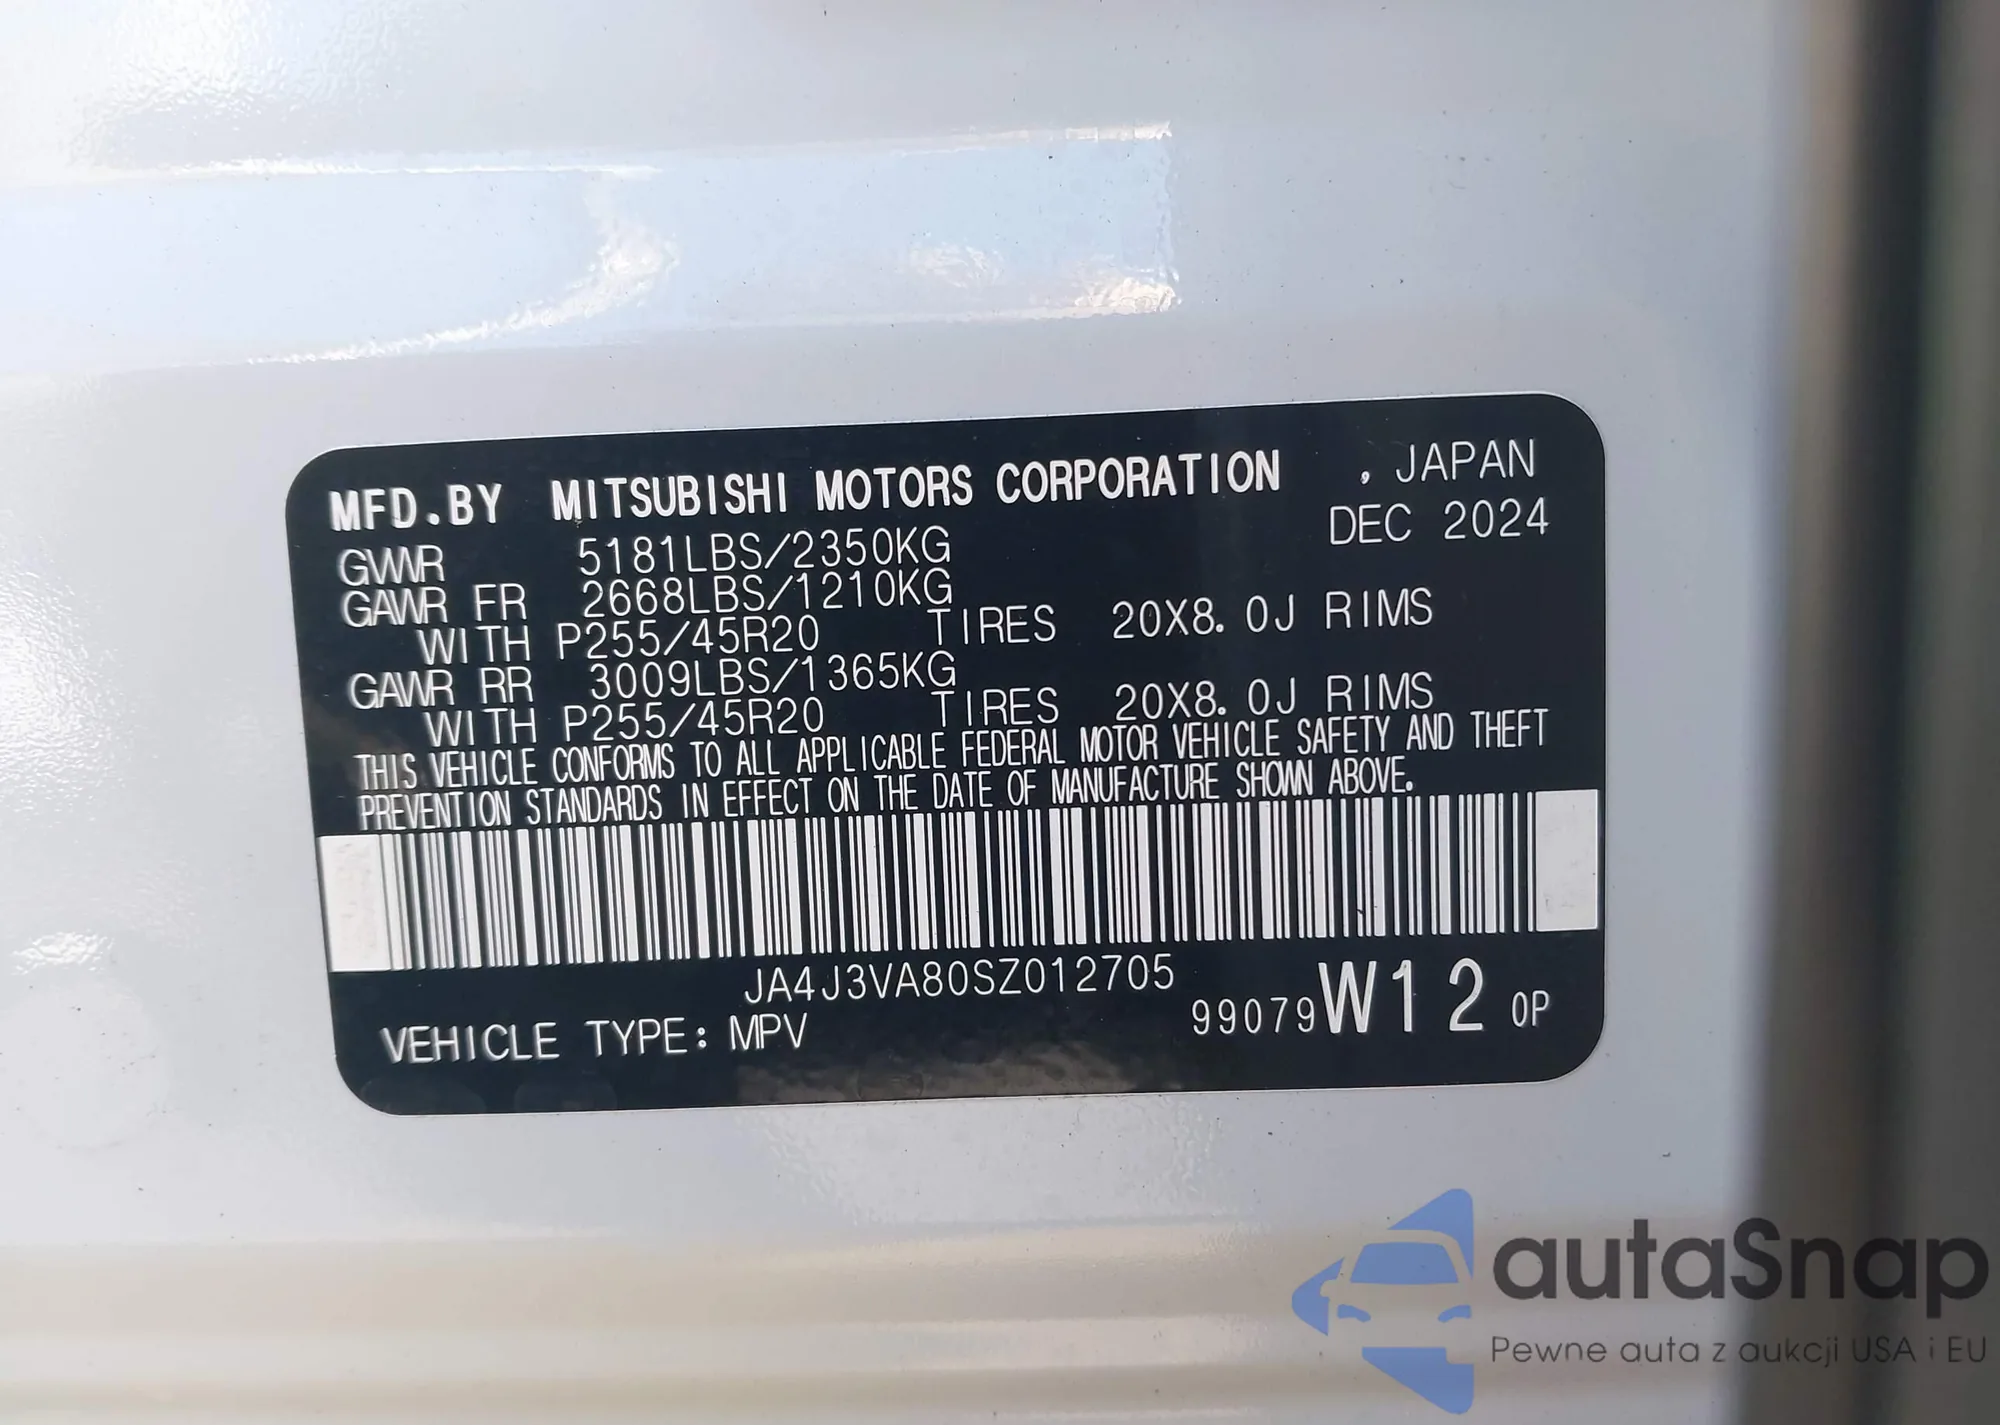 MFD.BY MITSUBISHI MOTORS CORPORATION , JAPAN
GVWR 5181LBS/2350KG DEC 2024
GAWR FR 2668LBS/1210KG
WITH P255/45R20 TIRES 20X8.0J RIMS
GAWR RR 3009LBS/1365KG
WITH P255/45R20 TIRES 20X8.0J RIMS
THIS VEHICLE CONFORMS TO ALL APPLICABLE FEDERAL MOTOR VEHICLE SAFETY AND THEFT
PREVENTION STANDARDS IN EFFECT ON THE DATE OF MANUFACTURE SHOWN ABOVE.
JA4J3VA80SZ012705
VEHICLE TYPE: MPV 99079 W12 0P
autaSnap
Pewne auta z aukcji USA i EU